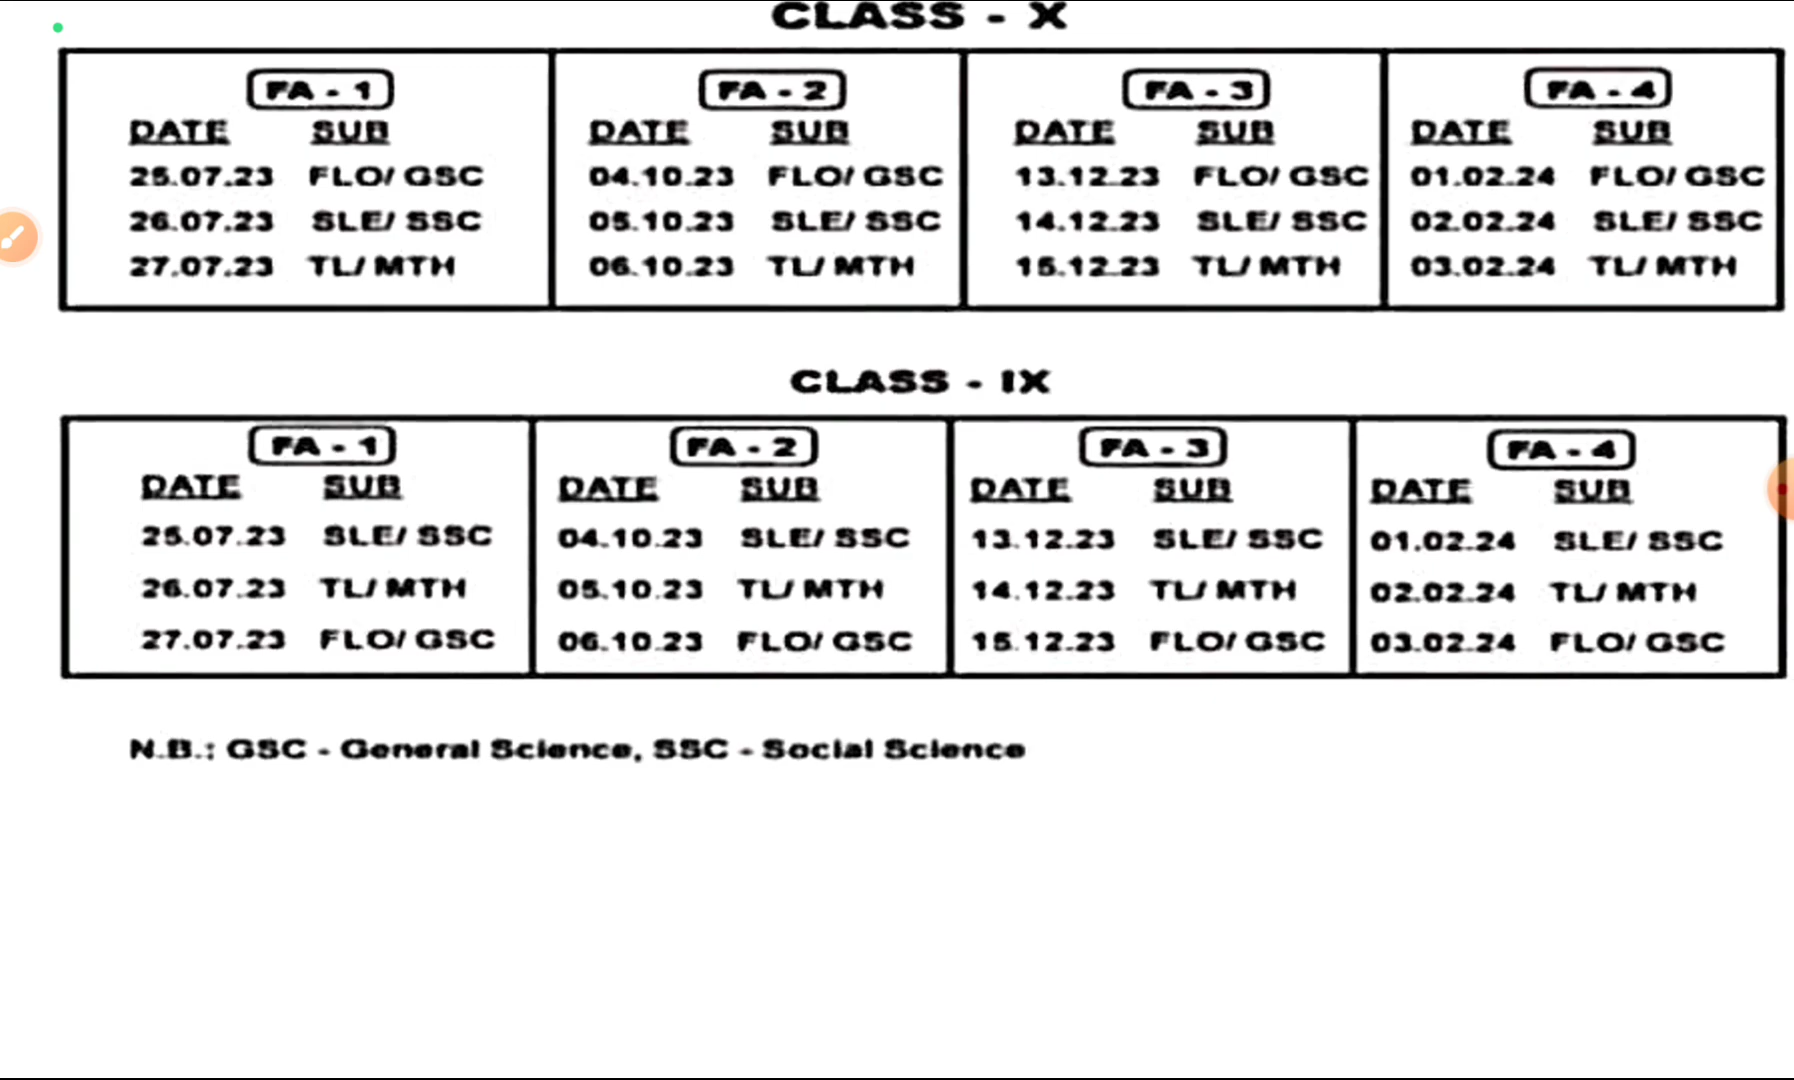 CLASS - X
FA - 1 FA - 2 FA - 3 FA - 4
DATE SUB DATE SUB DATE SUB DATE SUB
25.07.23 FLO/ GSC 04.10.23 FLO/ GSC 13.12.23 FLO/ GSC 01.02.24 FLO/ GSC
26.07.23 SLE/ SSC 05.10.23 SLE/ SSC 14.12.23 SLE/ SSC 02.02.24 SLE/ SSC
27.07.23 TL/ MTH 06.10.23 TL/ MTH 15.12.23 TL/ MTH 03.02.24 TL/ MTH
CLASS - IX
FA - 1 FA - 2 FA - 3 FA - 4
DATE SUB DATE SUB DATE SUB DATE SUB
25.07.23 SLE/ SSC 04.10.23 SLE/ SSC 13.12.23 SLE/ SSC 01.02.24 SLE/ SSC
26.07.23 TL/ MTH 05.10.23 TL/ MTH 14.12.23 TL/ MTH 02.02.24 TL/ MTH
27.07.23 FLO/ GSC 06.10.23 FLO/ GSC 15.12.23 FLO/ GSC 03.02.24 FLO/ GSC
N.B.: GSC - General Science, SSC - Social Science